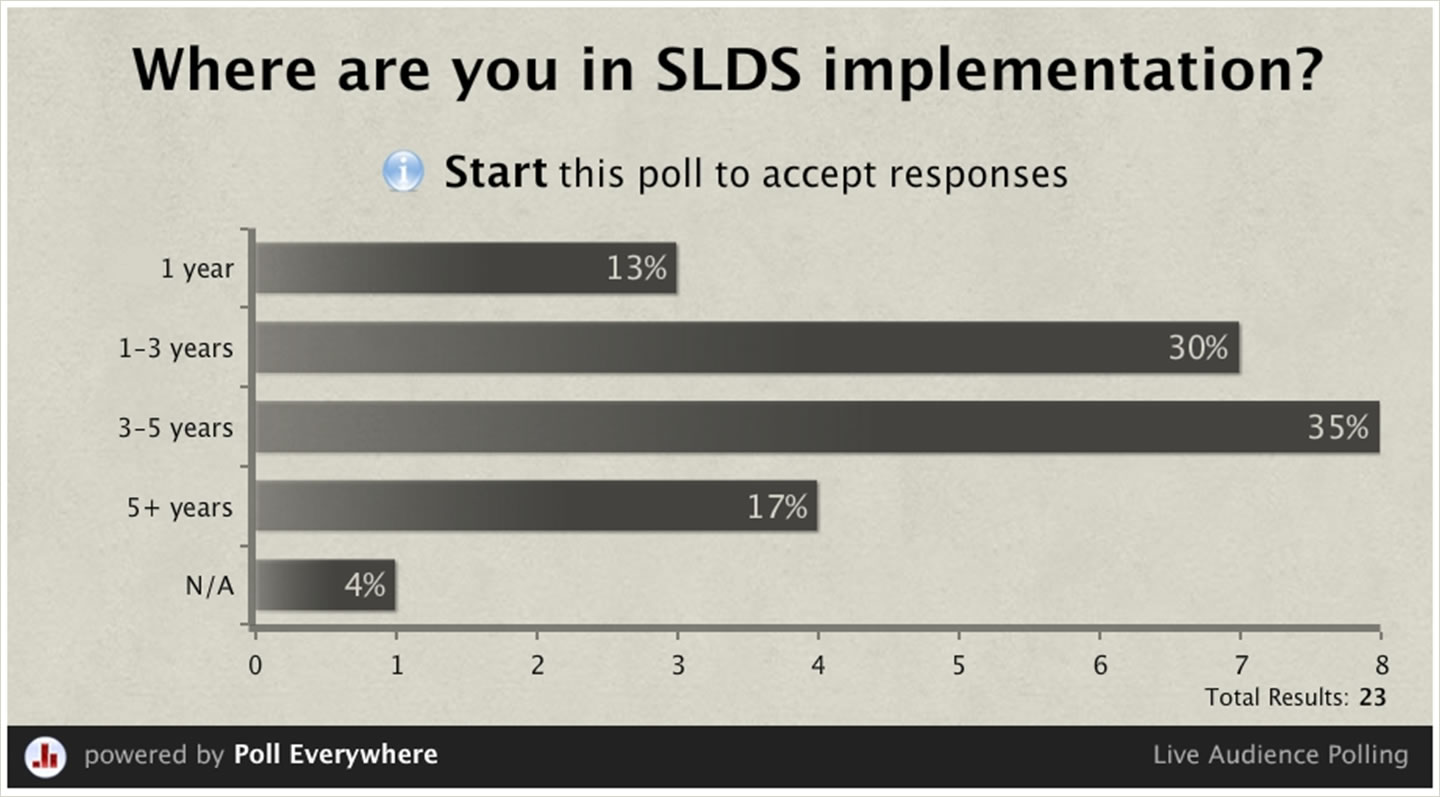 Where are you in SLDS implementation?
Start this poll to accept responses
1 year 13%
1-3 years 30%
3-5 years 35%
5+ years 17%
N/A 4%
0 1 2 3 4 5 6 7 8
Total Results: 23
powered by Poll Everywhere Live Audience Polling